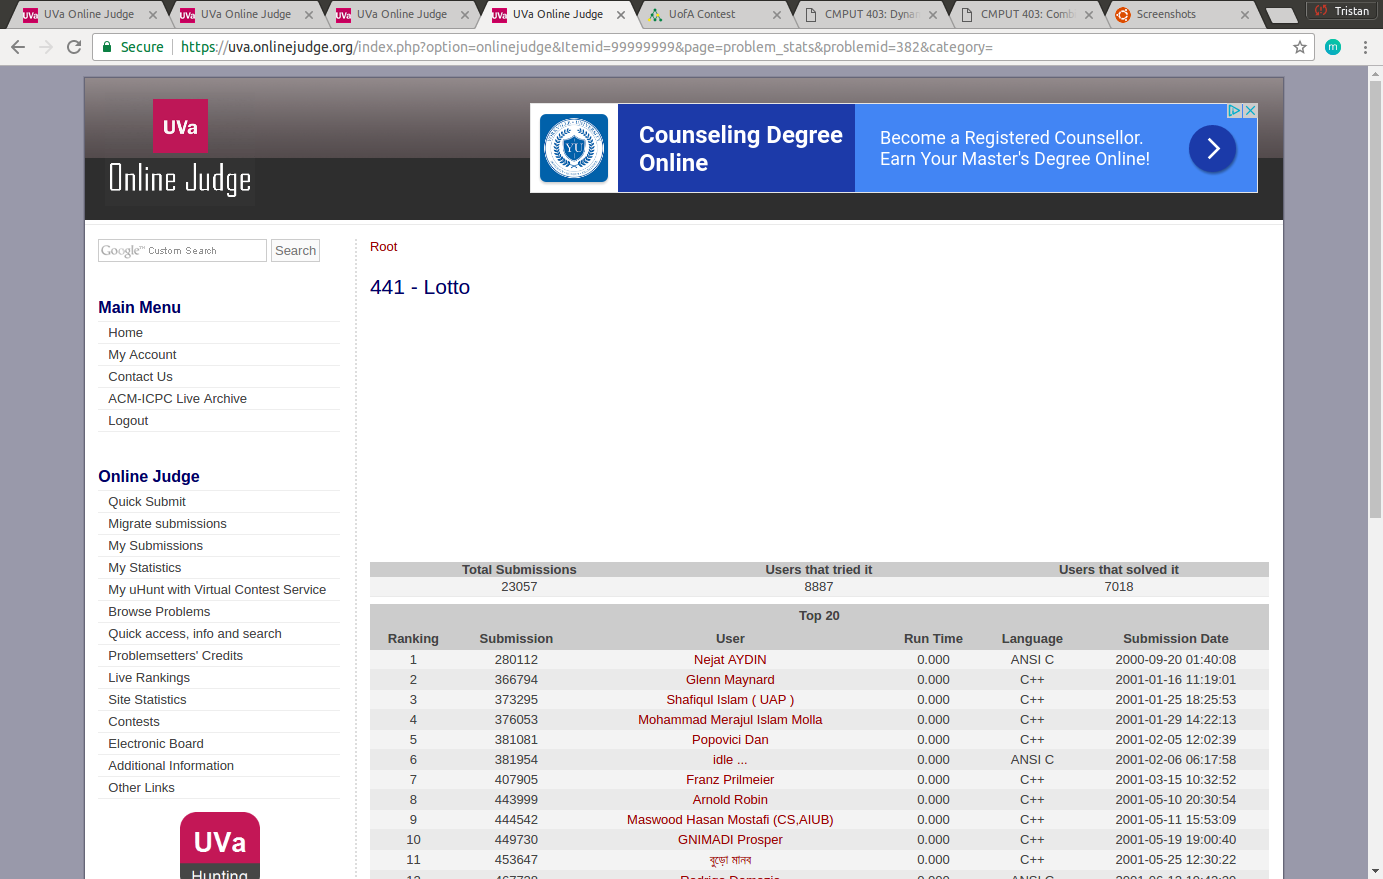 UVa Online Judge
UVa Online Judge
UVa Online Judge
UVa Online Judge
UofA Contest
CMPUT 403: Dyna
CMPUT 403: Comb
Screenshots
Tristan
Secure
https://uva.onlinejudge.org/index.php?option=onlinejudge&Itemid=99999999&page=problem_stats&problemid=382&category=
m
UVa
Online Judge
YU
Counseling Degree
Online
Become a Registered Counsellor.
Earn Your Master's Degree Online!
Google™ Custom Search
Search
Main Menu
Home
My Account
Contact Us
ACM-ICPC Live Archive
Logout
Online Judge
Quick Submit
Migrate submissions
My Submissions
My Statistics
My uHunt with Virtual Contest Service
Browse Problems
Quick access, info and search
Problemsetters' Credits
Live Rankings
Site Statistics
Contests
Electronic Board
Additional Information
Other Links
UVa
Hunting
Root
441 - Lotto
Total Submissions Users that tried it Users that solved it
23057 8887 7018
Top 20
Ranking Submission User Run Time Language Submission Date
1 280112 Nejat AYDIN 0.000 ANSI C 2000-09-20 01:40:08
2 366794 Glenn Maynard 0.000 C++ 2001-01-16 11:19:01
3 373295 Shafiqul Islam ( UAP ) 0.000 C++ 2001-01-25 18:25:53
4 376053 Mohammad Merajul Islam Molla 0.000 C++ 2001-01-29 14:22:13
5 381081 Popovici Dan 0.000 C++ 2001-02-05 12:02:39
6 381954 idle ... 0.000 ANSI C 2001-02-06 06:17:58
7 407905 Franz Prilmeier 0.000 C++ 2001-03-15 10:32:52
8 443999 Arnold Robin 0.000 C++ 2001-05-10 20:30:54
9 444542 Maswood Hasan Mostafi (CS,AIUB) 0.000 C++ 2001-05-11 15:53:09
10 449730 GNIMADI Prosper 0.000 C++ 2001-05-19 19:00:40
11 453647 বুড়ো মানব 0.000 C++ 2001-05-25 12:30:22